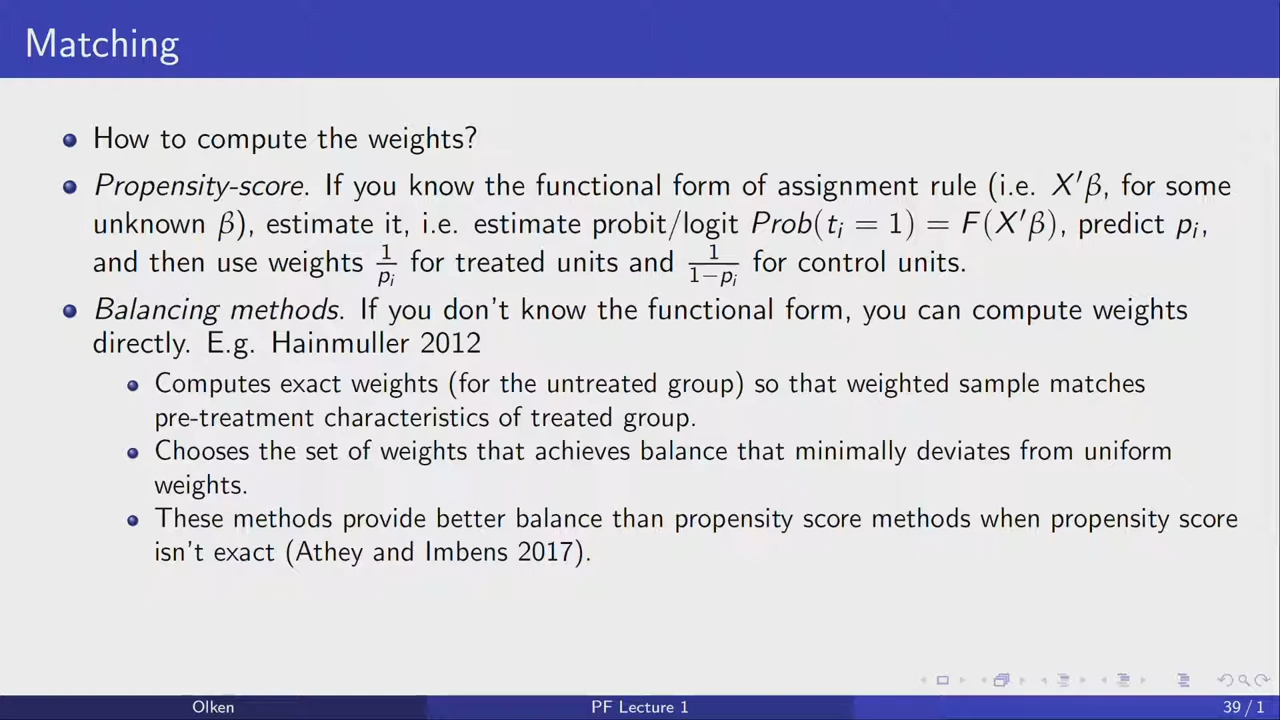 Matching
How to compute the weights?
Propensity-score. If you know the functional form of assignment rule (i.e. X′β, for some
unknown β), estimate it, i.e. estimate probit/logit Prob(tᵢ = 1) = F(X′β), predict pᵢ,
and then use weights 1/pᵢ for treated units and 1/(1−pᵢ) for control units.
Balancing methods. If you don't know the functional form, you can compute weights
directly. E.g. Hainmuller 2012
Computes exact weights (for the untreated group) so that weighted sample matches
pre-treatment characteristics of treated group.
Chooses the set of weights that achieves balance that minimally deviates from uniform
weights.
These methods provide better balance than propensity score methods when propensity score
isn't exact (Athey and Imbens 2017).
Olken PF Lecture 1 39 / 1